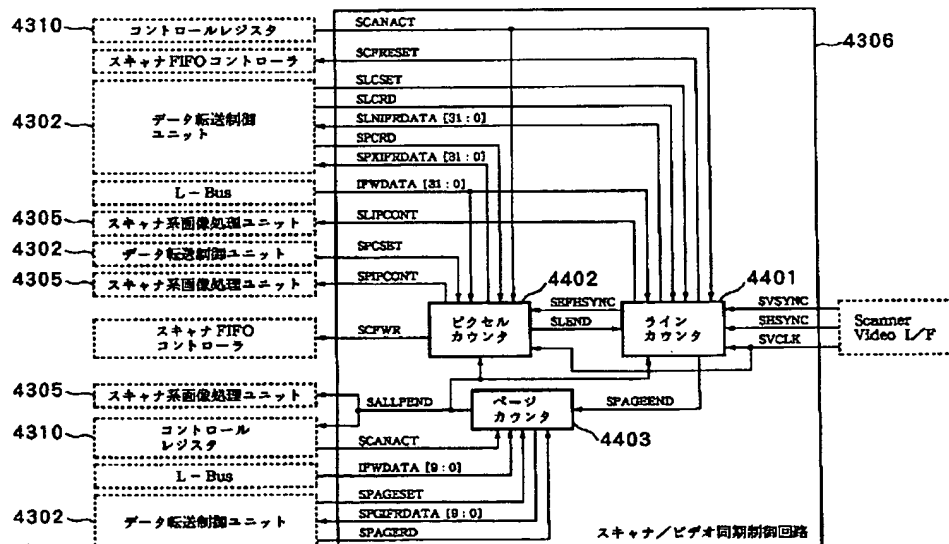 4310
コントロールレジスタ
SCANACT
4306
スキャナ FIFO コントローラ
SCFRESET
SLCSET
SLCRD
4302
データ転送制御
ユニット
SLNIFRDATA [31:0]
SPCRD
SPXIFRDATA [31:0]
L-Bus
IFWDATA [31:0]
4305
スキャナ系画像処理ユニット
SLIPCONT
4302
データ転送制御ユニット
SPCSET
4305
スキャナ系画像処理ユニット
SPIPCONT
4402
4401
ピクセル
カウンタ
SEFHSYNC
SLEND
ライン
カウンタ
SVSYNC
SHSYNC
SVCLK
Scanner
Video I/F
スキャナ FIFO
コントローラ
SCFWR
4305
スキャナ系画像処理ユニット
SALLPEND
ページ
カウンタ
SPAGEEND
4403
4310
コントロール
レジスタ
SCANACT
L-Bus
IFWDATA [9:0]
SPAGESET
4302
データ転送制御ユニット
SPGIFRDATA [9:0]
SPAGERD
スキャナ/ビデオ同期制御回路